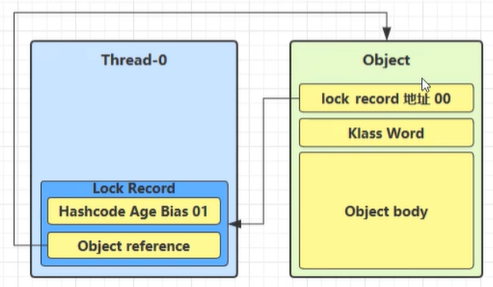 Thread-0
Lock Record
Hashcode Age Bias 01
Object reference
Object
lock record 地址 00
Klass Word
Object body